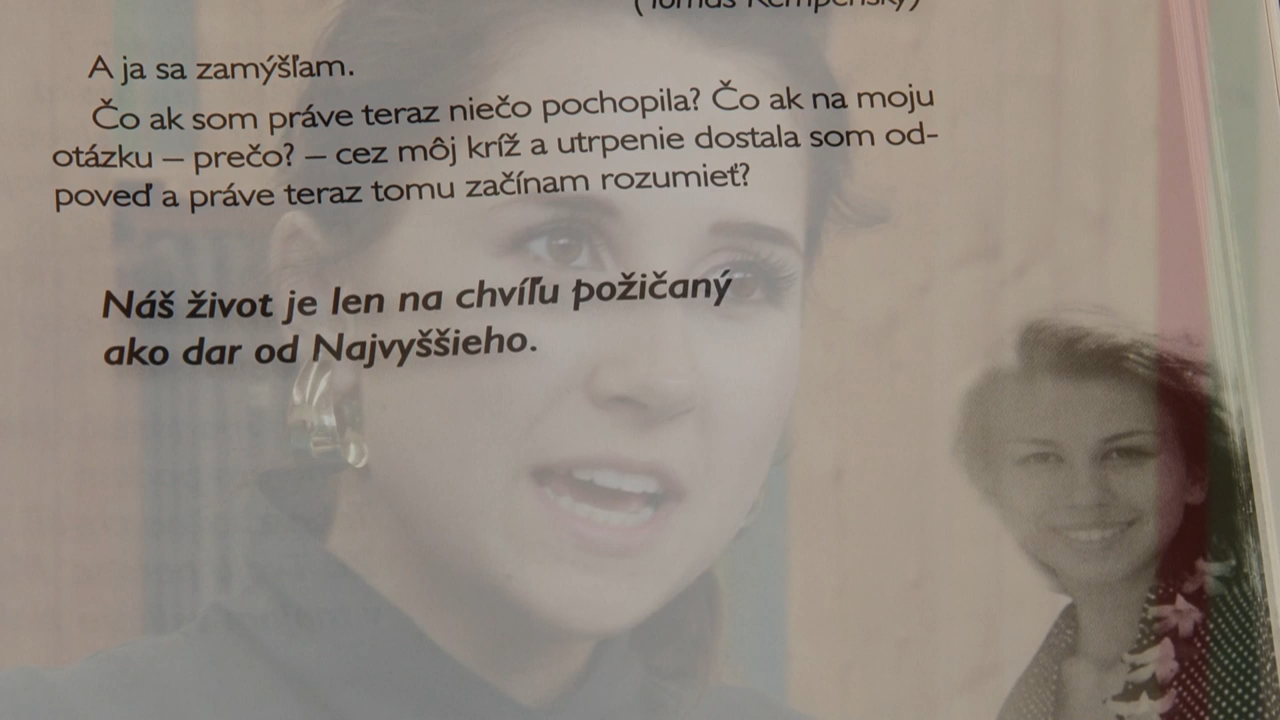 (Tomáš Kempenský)
A ja sa zamýšľam.
Čo ak som práve teraz niečo pochopila? Čo ak na moju
otázku – prečo? – cez môj kríž a utrpenie dostala som od-
poveď a práve teraz tomu začínam rozumieť?
Náš život je len na chvíľu požičaný
ako dar od Najvyššieho.